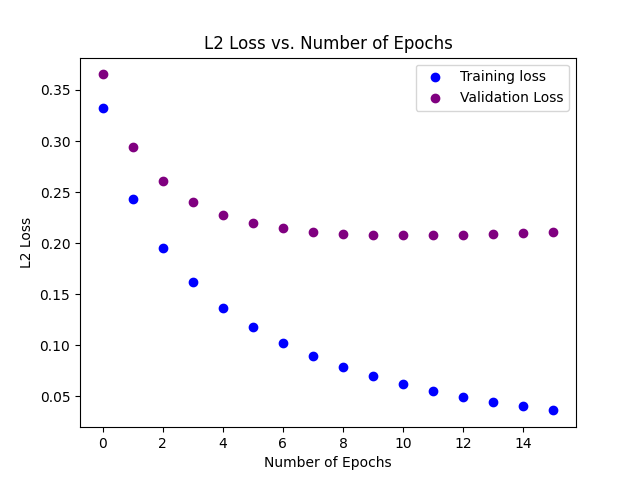 L2 Loss vs. Number of Epochs
Training loss
Validation Loss
0.35
0.30
0.25
0.20
0.15
0.10
0.05
L2 Loss
0 2 4 6 8 10 12 14
Number of Epochs